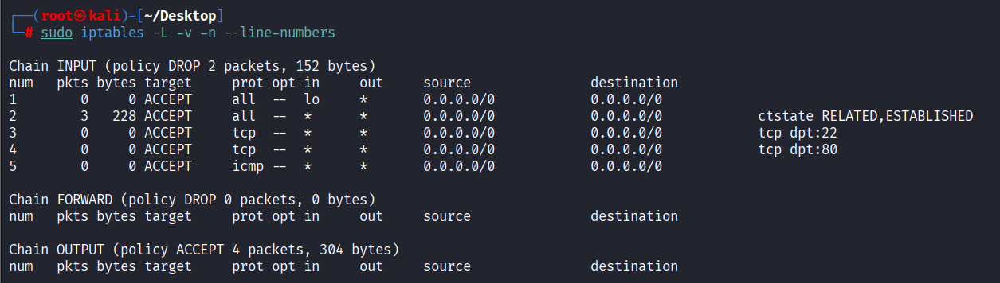 ┌──(root㉿kali)-[~/Desktop]
└─# sudo iptables -L -v -n --line-numbers
Chain INPUT (policy DROP 2 packets, 152 bytes)
num   pkts bytes target     prot opt in     out     source               destination
1        0     0 ACCEPT     all  --  lo     *       0.0.0.0/0            0.0.0.0/0
2        3   228 ACCEPT     all  --  *      *       0.0.0.0/0            0.0.0.0/0            ctstate RELATED,ESTABLISHED
3        0     0 ACCEPT     tcp  --  *      *       0.0.0.0/0            0.0.0.0/0            tcp dpt:22
4        0     0 ACCEPT     tcp  --  *      *       0.0.0.0/0            0.0.0.0/0            tcp dpt:80
5        0     0 ACCEPT     icmp --  *      *       0.0.0.0/0            0.0.0.0/0
Chain FORWARD (policy DROP 0 packets, 0 bytes)
num   pkts bytes target     prot opt in     out     source               destination
Chain OUTPUT (policy ACCEPT 4 packets, 304 bytes)
num   pkts bytes target     prot opt in     out     source               destination